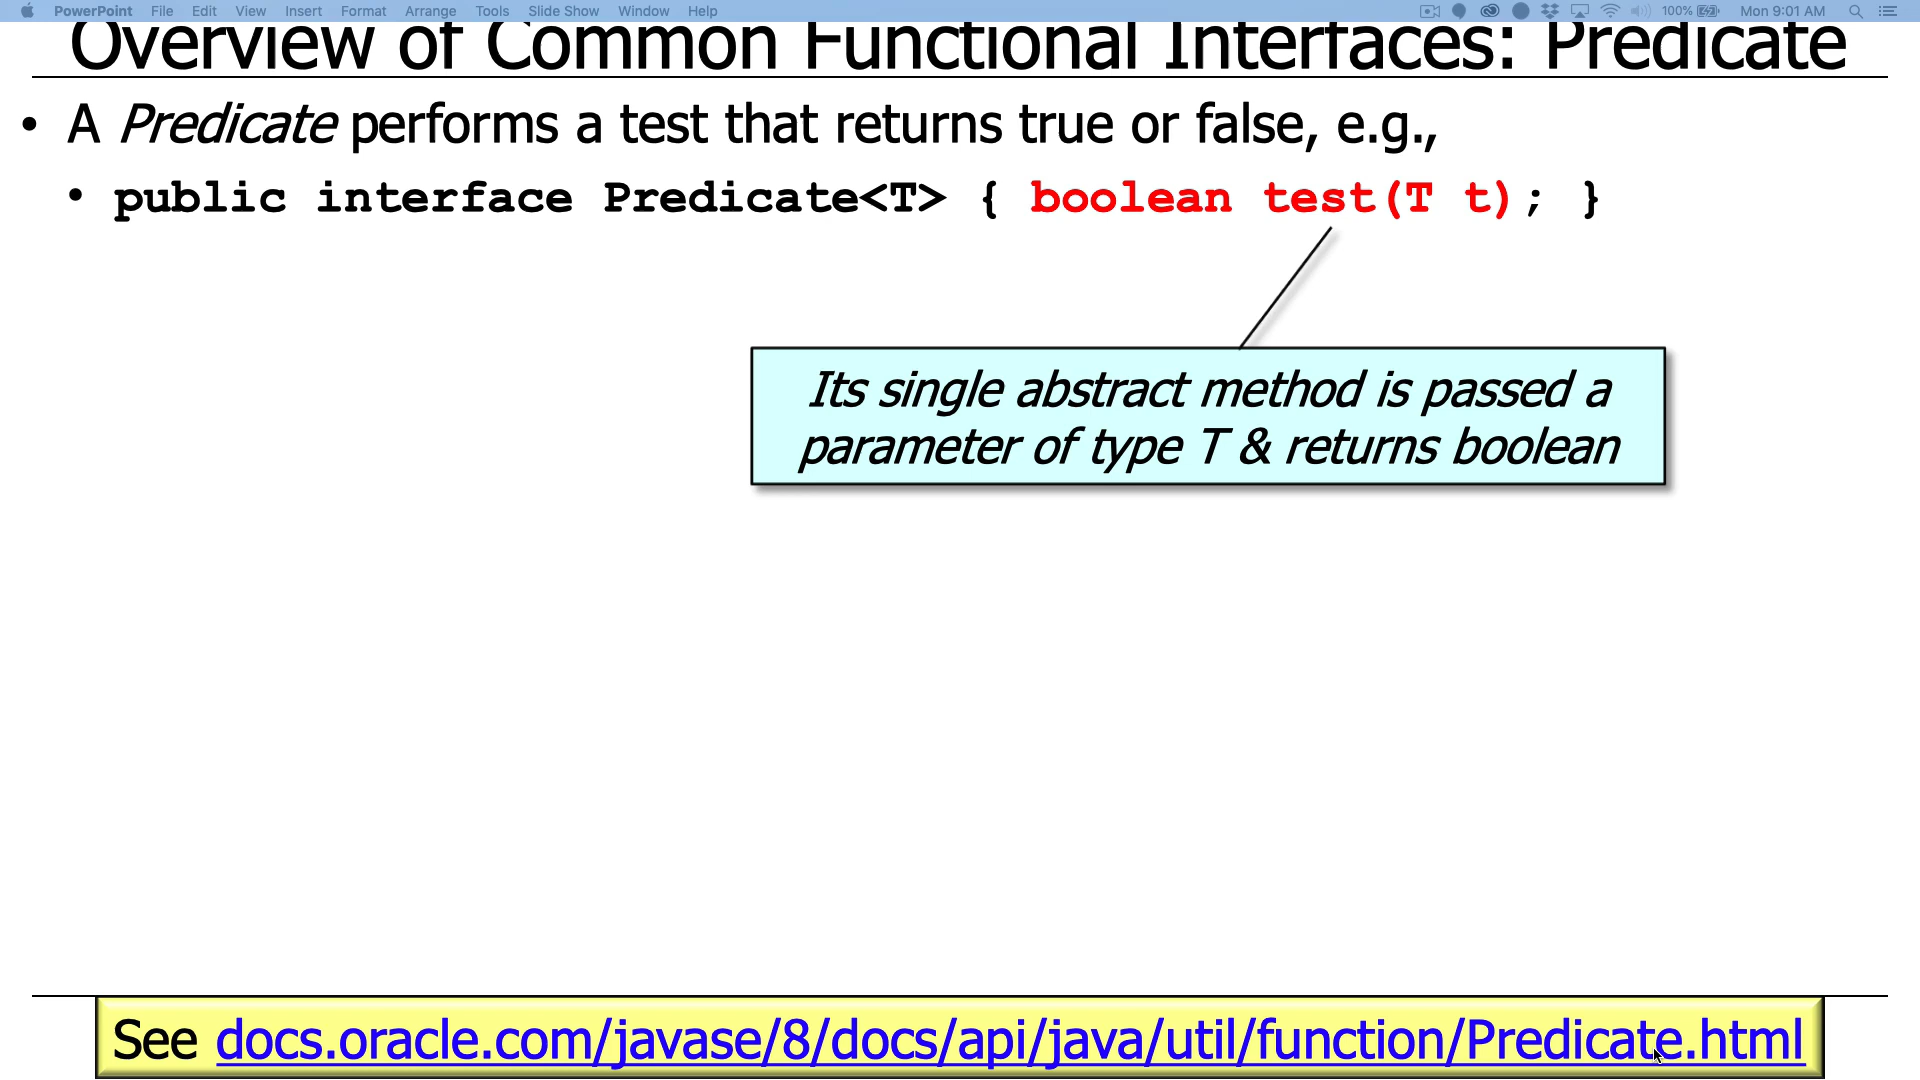 PowerPoint File Edit View Insert Format Arrange Tools Slide Show Window Help 100% Mon 9:01 AM
Overview of Common Functional Interfaces: Predicate
• A Predicate performs a test that returns true or false, e.g.,
• public interface Predicate<T> { boolean test(T t); }
Its single abstract method is passed a
parameter of type T & returns boolean
See docs.oracle.com/javase/8/docs/api/java/util/function/Predicate.html